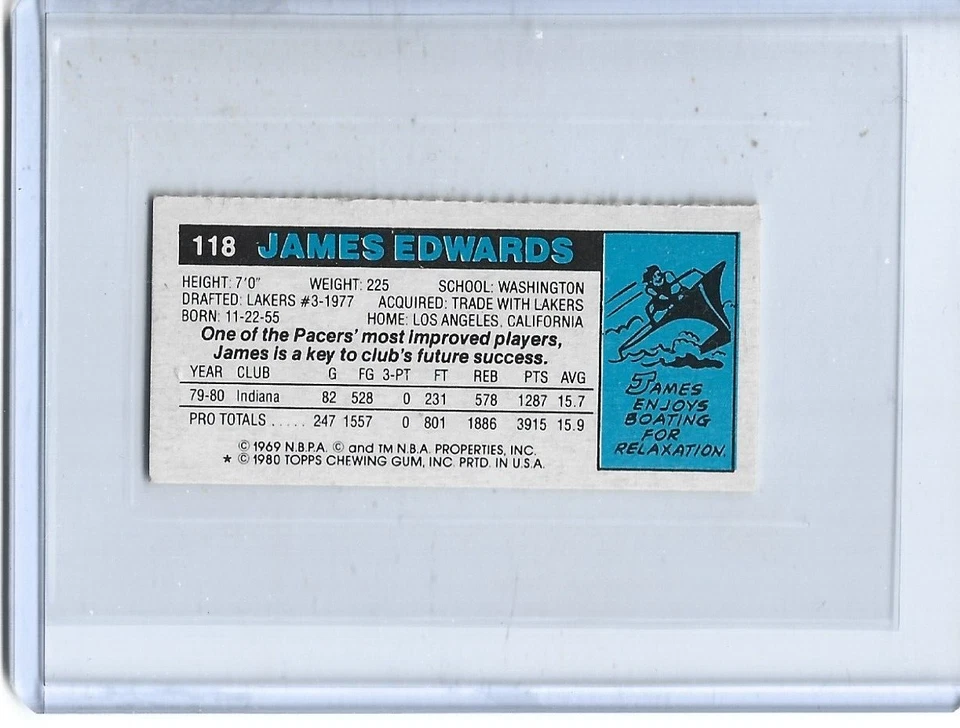 118 JAMES EDWARDS
HEIGHT: 7'0" WEIGHT: 225 SCHOOL: WASHINGTON
DRAFTED: LAKERS #3-1977 ACQUIRED: TRADE WITH LAKERS
BORN: 11-22-55 HOME: LOS ANGELES, CALIFORNIA
One of the Pacers' most improved players,
James is a key to club's future success.
YEAR CLUB G FG 3-PT FT REB PTS AVG
79-80 Indiana 82 528 0 231 578 1287 15.7
PRO TOTALS ..... 247 1557 0 801 1886 3915 15.9
© 1969 N.B.P.A. © and TM N.B.A. PROPERTIES, INC.
★ © 1980 TOPPS CHEWING GUM, INC. PRTD. IN U.S.A.
JAMES
ENJOYS
BOATING
FOR
RELAXATION.